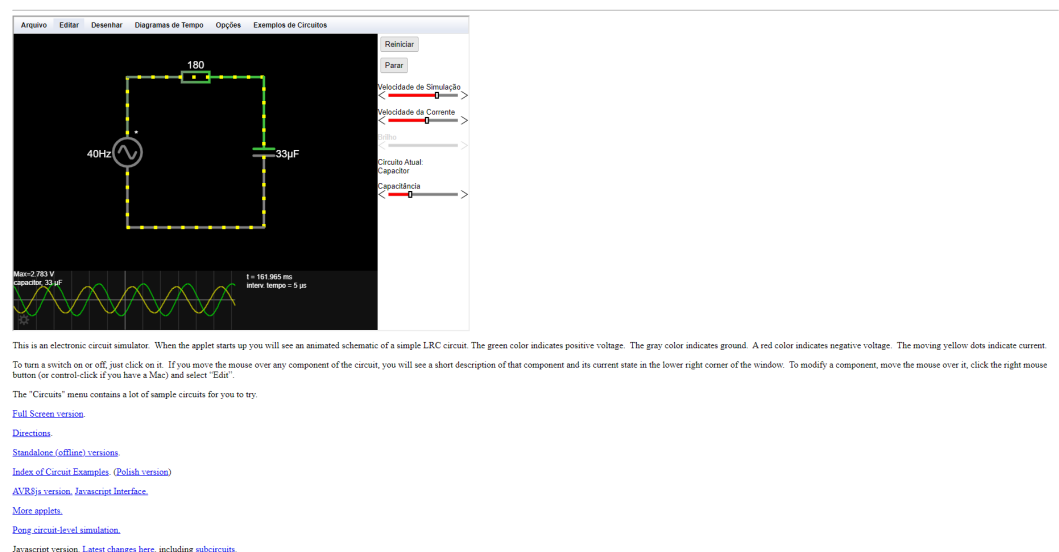 Arquivo Editar Desenhar Diagramas de Tempo Opções Exemplos de Circuitos
Reiniciar
Parar
Velocidade de Simulação
Velocidade da Corrente
Brilho
Circuito Atual:
Capacitor
Capacitância
180
40Hz
33µF
Max=2.783 V
capacitor, 33 µF
t = 161.965 ms
interv. tempo = 5 µs
This is an electronic circuit simulator.  When the applet starts up you will see an animated schematic of a simple LRC circuit. The green color indicates positive voltage.  The gray color indicates ground.  A red color indicates negative voltage.  The moving yellow dots indicate current.
To turn a switch on or off, just click on it.  If you move the mouse over any component of the circuit, you will see a short description of that component and its current state in the lower right corner of the window.  To modify a component, move the mouse over it, click the right mouse
button (or control-click if you have a Mac) and select "Edit".
The "Circuits" menu contains a lot of sample circuits for you to try.
Full Screen version.
Directions.
Standalone (offline) versions.
Index of Circuit Examples. (Polish version)
AVR8js version. Javascript Interface.
More applets.
Pong circuit-level simulation.
Javascript version. Latest changes here, including subcircuits.